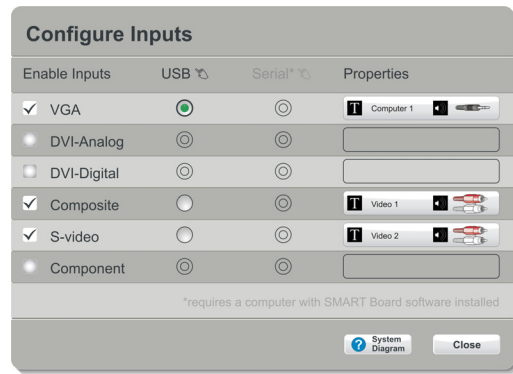 Configure Inputs
Enable Inputs USB Serial* Properties
VGA T Computer 1
DVI-Analog
DVI-Digital
Composite T Video 1
S-video T Video 2
Component
*requires a computer with SMART Board software installed
? System Diagram Close